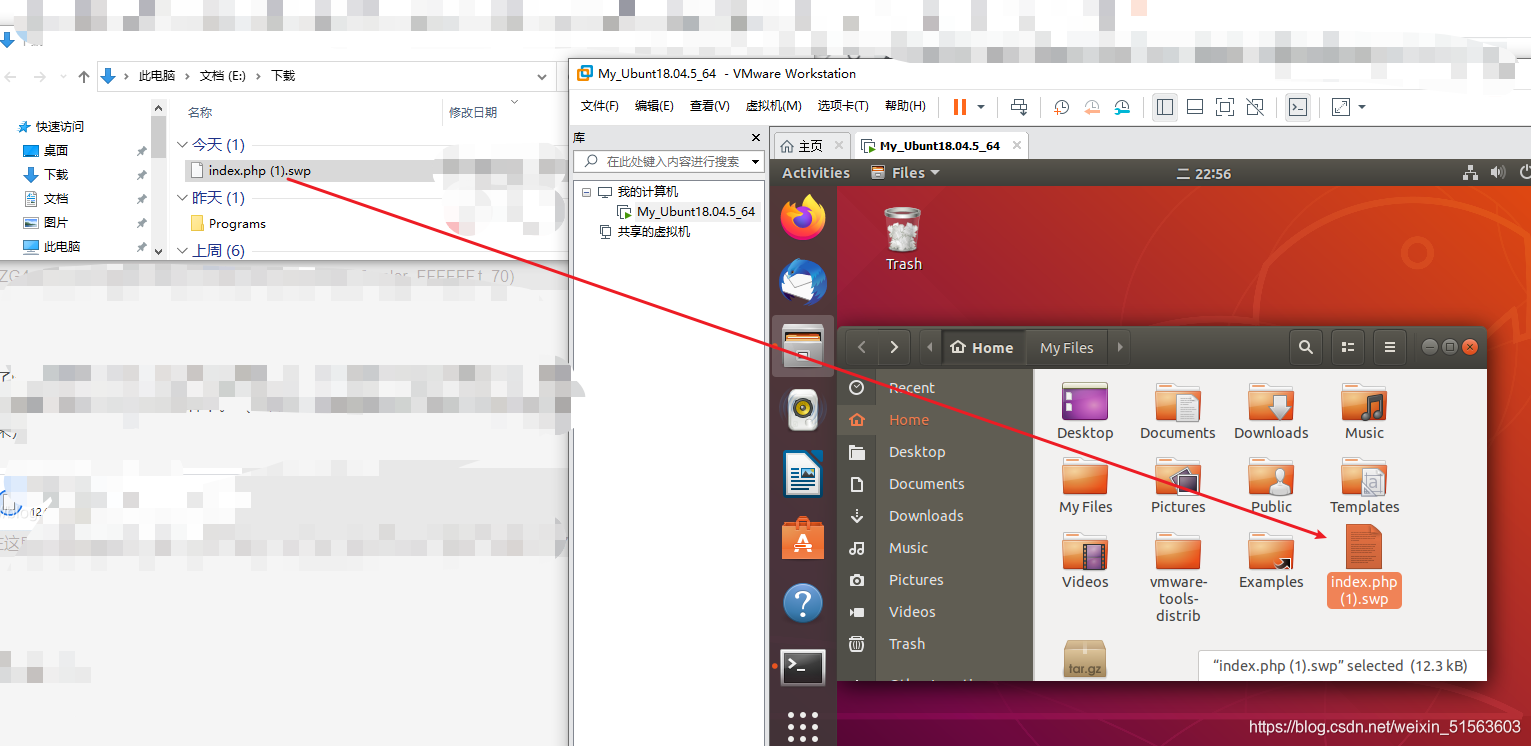 此电脑 › 文档 (E:) › 下载
名称
修改日期
快速访问
桌面
下载
文档
图片
此电脑
今天 (1)
index.php (1).swp
昨天 (1)
Programs
上周 (6)
FFFFFF,t_70)
My_Ubunt18.04.5_64 - VMware Workstation
文件(F) 编辑(E) 查看(V) 虚拟机(M) 选项卡(T) 帮助(H)
库
在此处键入内容进行搜索
我的计算机
My_Ubunt18.04.5_64
共享的虚拟机
主页
My_Ubunt18.04.5_64
Activities
Files
二 22:56
Trash
Home
My Files
Recent
Home
Desktop
Documents
Downloads
Music
Pictures
Videos
Trash
Desktop
Documents
Downloads
Music
My Files
Pictures
Public
Templates
Videos
vmware-
tools-
distrib
Examples
index.php
(1).swp
tar.gz
“index.php (1).swp” selected (12.3 kB)
https://blog.csdn.net/weixin_51563603